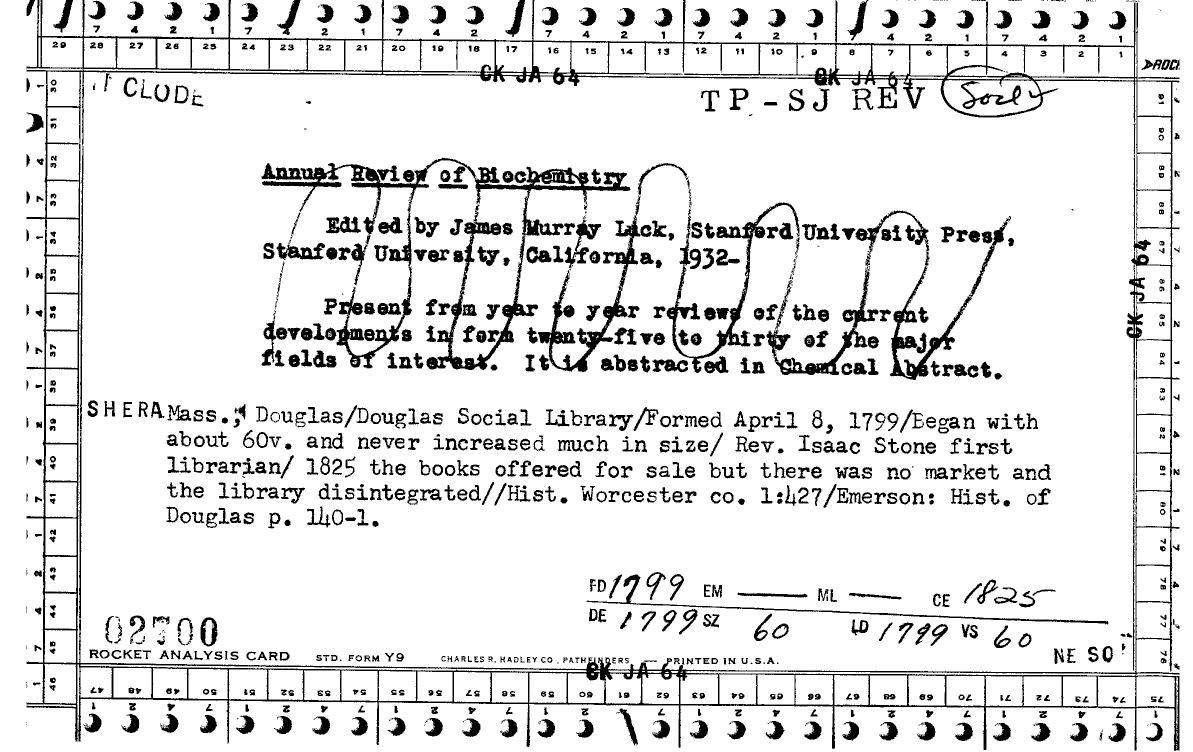 7 4 2 1 7 4 2 1 7 4 2 1 7 4 2 1 7 4 2 1
29 28 27 26 25 24 23 22 21 20 19 18 17 16 15 14 13 12 11 10 9 8 7 6 5 4 3 2 1
CK JA 64 CK JA 64
CLODE
TP-SJ REV
Annual Review of Biochemistry
Edited by James Murray Luck, Stanford University Press,
Stanford University, California, 1932-
Present from year to year reviews of the current
developments in form twenty-five to thirty of the major
fields of interest. It is abstracted in Chemical Abstract.
CK JA 64
SHERA Mass.; Douglas/Douglas Social Library/Formed April 8, 1799/Began with
about 60v. and never increased much in size/ Rev. Isaac Stone first
librarian/ 1825 the books offered for sale but there was no market and
the library disintegrated//Hist. Worcester co. 1:427/Emerson: Hist. of
Douglas p. 140-1.
FD 1799 EM —— ML —— CE 1825
DE 1799 SZ 60 LD 1799 VS 60
02700
NE SO
ROCKET ANALYSIS CARD STD. FORM Y9 CHARLES R. HADLEY CO., PATHFINDERS — PRINTED IN U.S.A.
CK JA 64
47 48 49 50 51 52 53 54 55 56 57 58 59 60 61 62 63 64 65 66 67 68 69 70 71 72 73 74 75